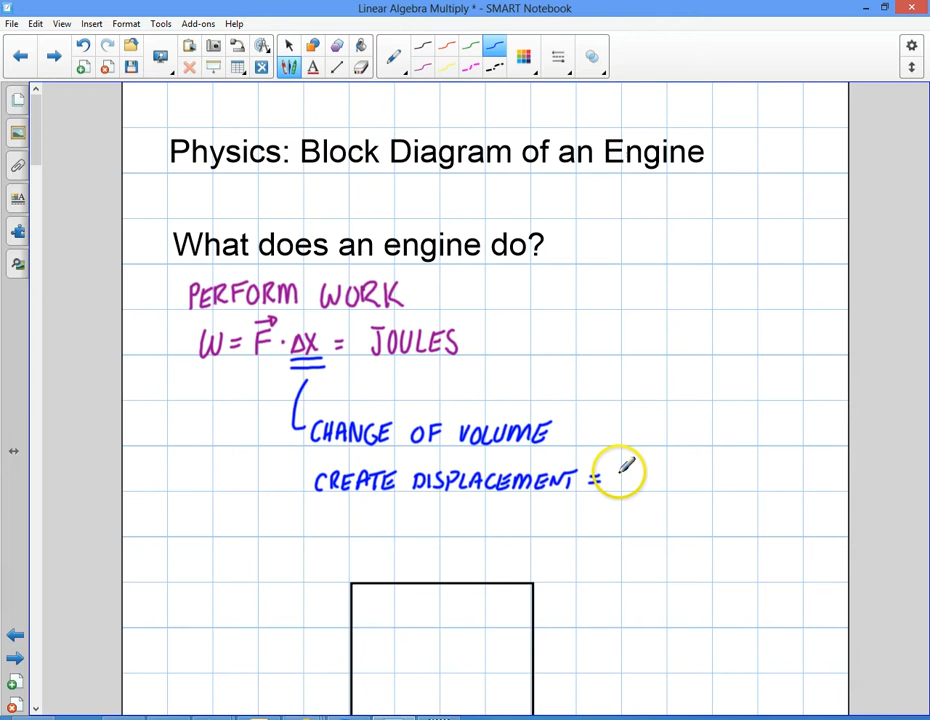 Linear Algebra Multiply * - SMART Notebook
File Edit View Insert Format Tools Add-ons Help
Physics: Block Diagram of an Engine
What does an engine do?
PERFORM WORK
W = F⃗ · ΔX = JOULES
CHANGE OF VOLUME
CREATE DISPLACEMENT =